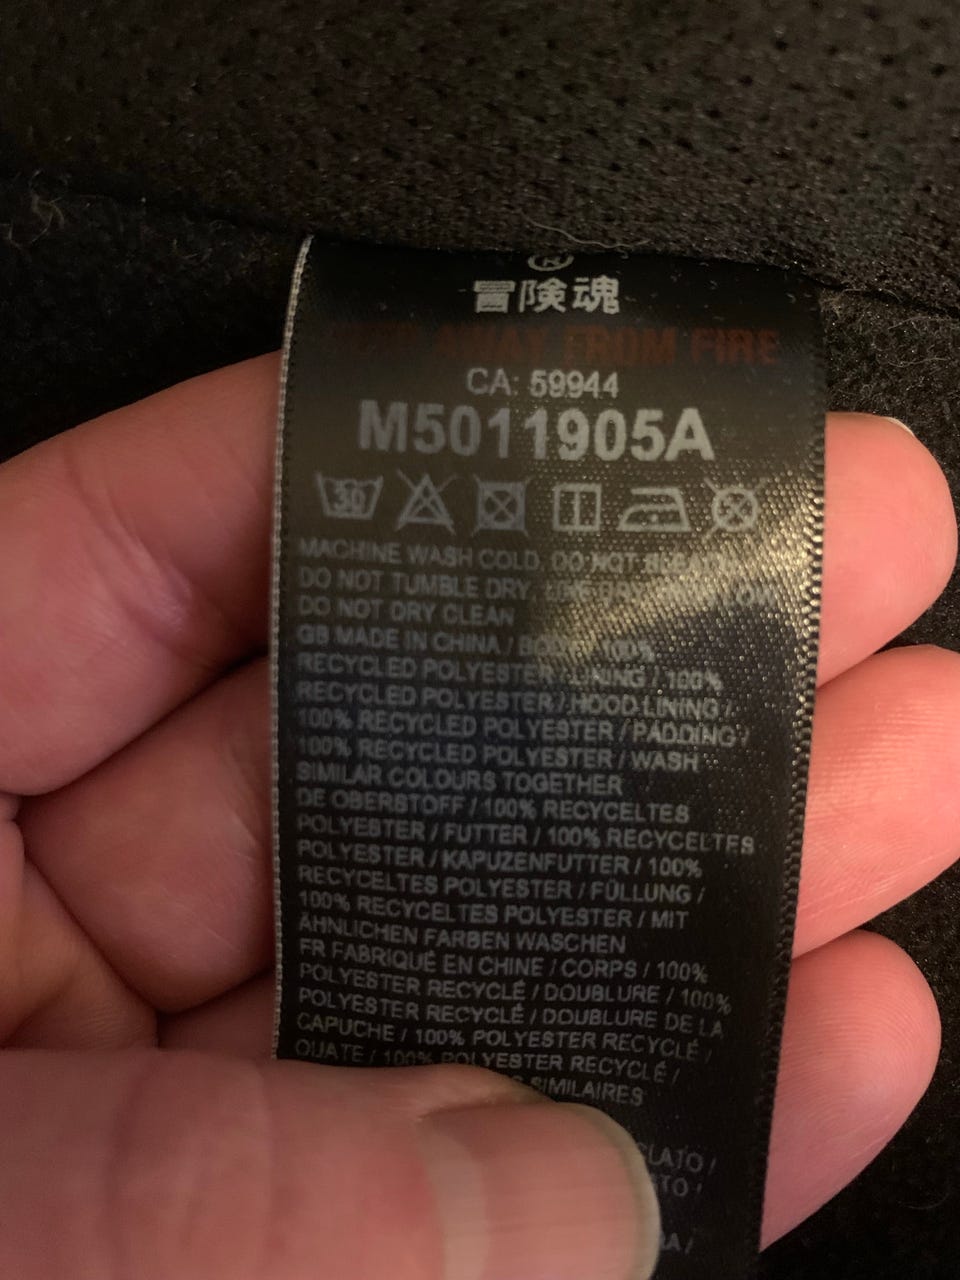 ®
冒険魂
AWAY FROM FIRE
CA: 59944
M5011905A
30
MACHINE WASH COLD, DO NOT
DO NOT TUMBLE DRY,
DO NOT DRY CLEAN
GB MADE IN CHINA / 100%
RECYCLED POLYESTER / LINING / 100%
RECYCLED POLYESTER / HOOD LINING /
100% RECYCLED POLYESTER / PADDING /
100% RECYCLED POLYESTER / WASH
SIMILAR COLOURS TOGETHER
DE OBERSTOFF / 100% RECYCELTES
POLYESTER / FUTTER / 100% RECYCELTES
POLYESTER / KAPUZENFUTTER / 100%
RECYCELTES POLYESTER / FÜLLUNG /
100% RECYCELTES POLYESTER / MIT
ÄHNLICHEN FARBEN WASCHEN
FR FABRIQUÉ EN CHINE / CORPS / 100%
POLYESTER RECYCLÉ / DOUBLURE / 100%
POLYESTER RECYCLÉ / DOUBLURE DE LA
CAPUCHE / 100% POLYESTER RECYCLÉ /
OUATE / 100% POLYESTER RECYCLÉ /
SIMILAIRES